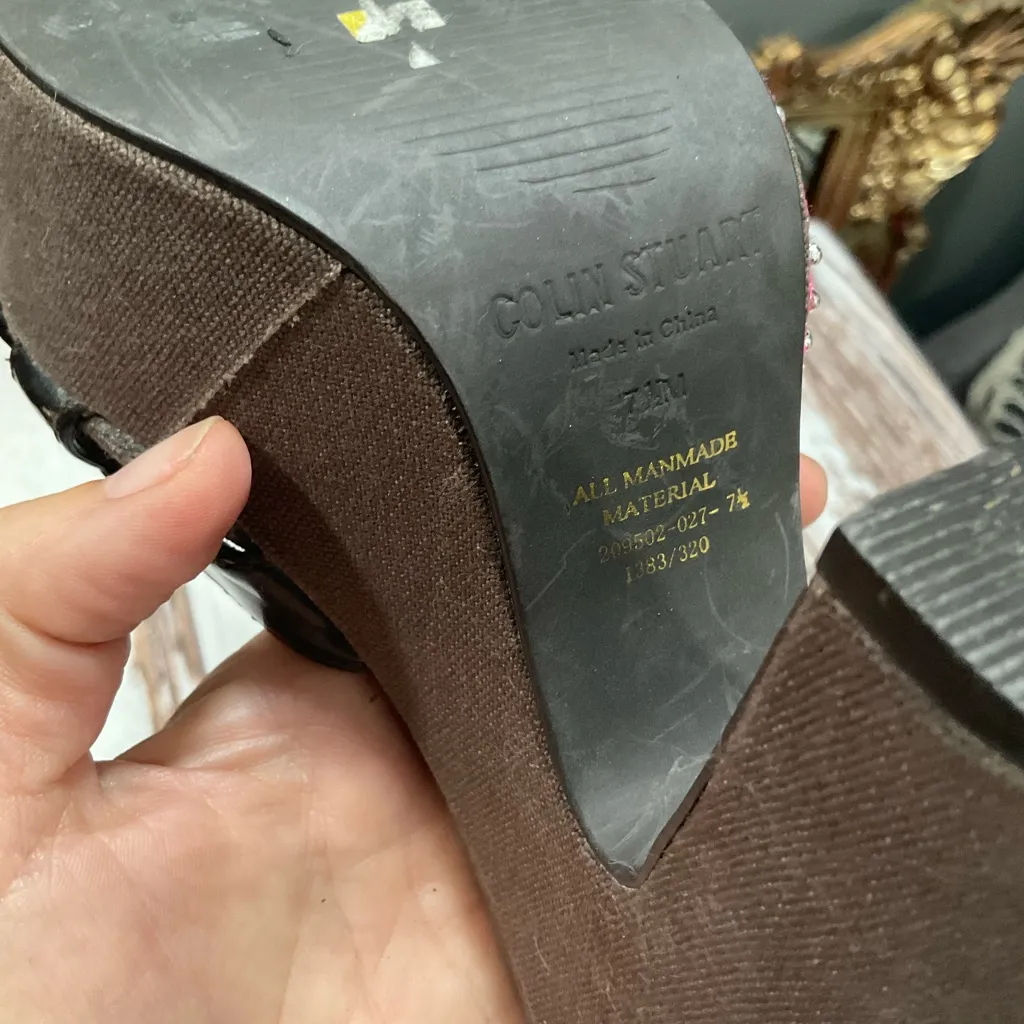 COLIN STUART
Made in China
7½M
ALL MANMADE
MATERIAL
209502-027- 7½
1383/320